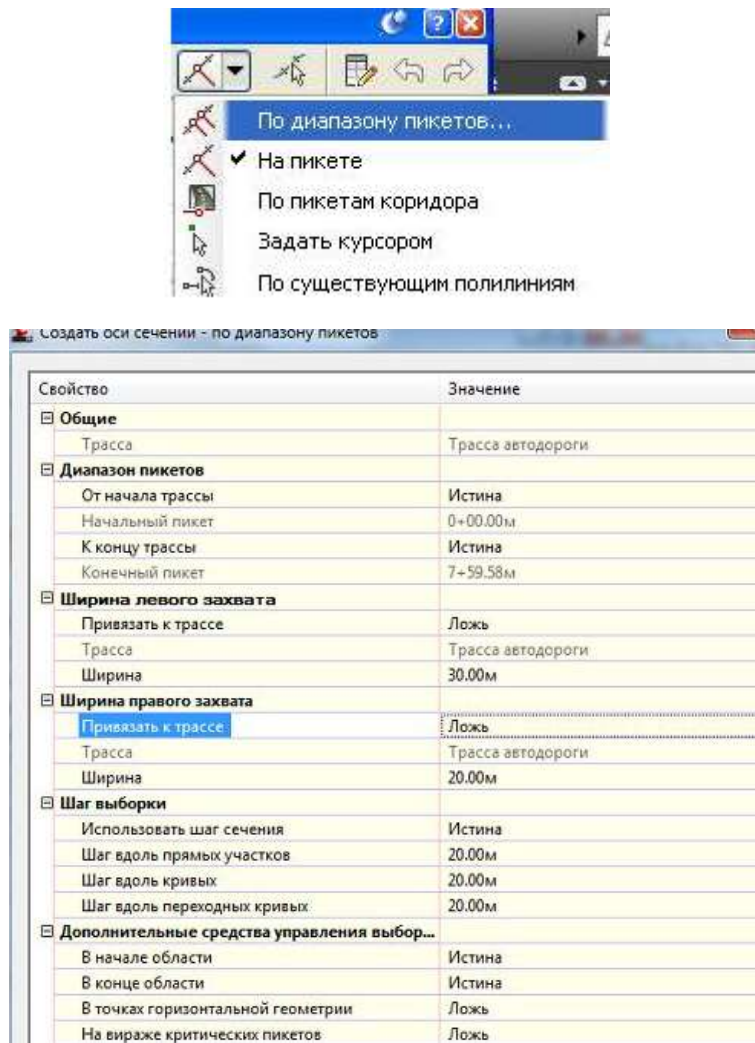 По диапазону пикетов...
На пикете
По пикетам коридора
Задать курсором
По существующим полилиниям
Создать оси сечений - по диапазону пикетов
Свойство Значение
Общие
Трасса Трасса автодороги
Диапазон пикетов
От начала трассы Истина
Начальный пикет 0+00.00м
К концу трассы Истина
Конечный пикет 7+59.58м
Ширина левого захвата
Привязать к трассе Ложь
Трасса Трасса автодороги
Ширина 30.00м
Ширина правого захвата
Привязать к трассе Ложь
Трасса Трасса автодороги
Ширина 20.00м
Шаг выборки
Использовать шаг сечения Истина
Шаг вдоль прямых участков 20.00м
Шаг вдоль кривых 20.00м
Шаг вдоль переходных кривых 20.00м
Дополнительные средства управления выбор...
В начале области Истина
В конце области Истина
В точках горизонтальной геометрии Ложь
На вираже критических пикетов Ложь